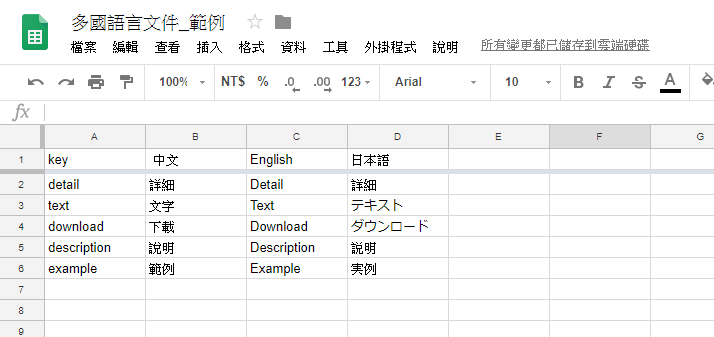 多國語言文件_範例
檔案 編輯 查看 插入 格式 資料 工具 外掛程式 說明 所有變更都已儲存到雲端硬碟
100% NT$ % .0 .00 123 Arial 10 B I S A
fx
A B C D E F G
1 key 中文 English 日本語
2 detail 詳細 Detail 詳細
3 text 文字 Text テキスト
4 download 下載 Download ダウンロード
5 description 說明 Description 説明
6 example 範例 Example 実例
7
8
9